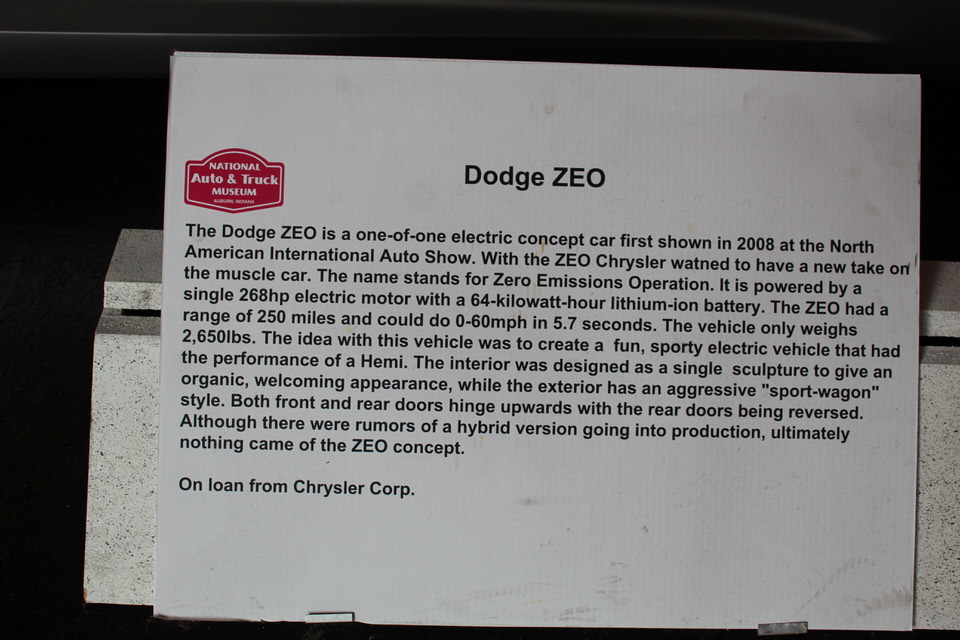 NATIONAL
Auto & Truck
MUSEUM
AUBURN, INDIANA
Dodge ZEO
The Dodge ZEO is a one-of-one electric concept car first shown in 2008 at the North
American International Auto Show. With the ZEO Chrysler watned to have a new take on
the muscle car. The name stands for Zero Emissions Operation. It is powered by a
single 268hp electric motor with a 64-kilowatt-hour lithium-ion battery. The ZEO had a
range of 250 miles and could do 0-60mph in 5.7 seconds. The vehicle only weighs
2,650lbs. The idea with this vehicle was to create a fun, sporty electric vehicle that had
the performance of a Hemi. The interior was designed as a single sculpture to give an
organic, welcoming appearance, while the exterior has an aggressive "sport-wagon"
style. Both front and rear doors hinge upwards with the rear doors being reversed.
Although there were rumors of a hybrid version going into production, ultimately
nothing came of the ZEO concept.
On loan from Chrysler Corp.